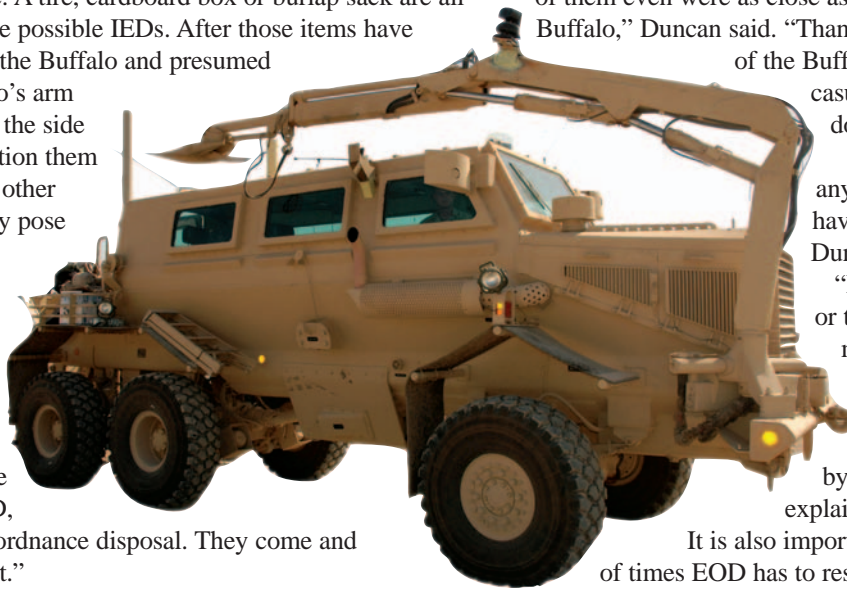 A tire, cardboard box or burlap sack are all
e possible IEDs. After those items have
the Buffalo and presumed
o’s arm
the side
tion them
other
y pose
e
D,
ordnance disposal. They come and
t.”
of them even were as close as
Buffalo,” Duncan said. “Than
of the Buff
casu
do
any
hav
Dun
or t
by
explai
It is also impor
of times EOD has to res